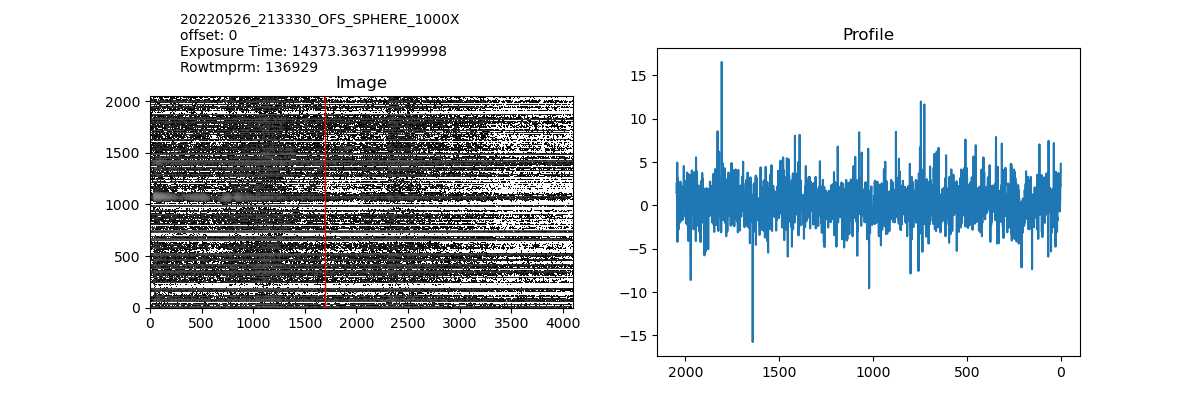 20220526_213330_OFS_SPHERE_1000X
offset: 0
Exposure Time: 14373.363711999998
Rowtmprm: 136929
Image
2000
1500
1000
500
0
0 500 1000 1500 2000 2500 3000 3500 4000
Profile
15
10
5
0
−5
−10
−15
2000 1500 1000 500 0